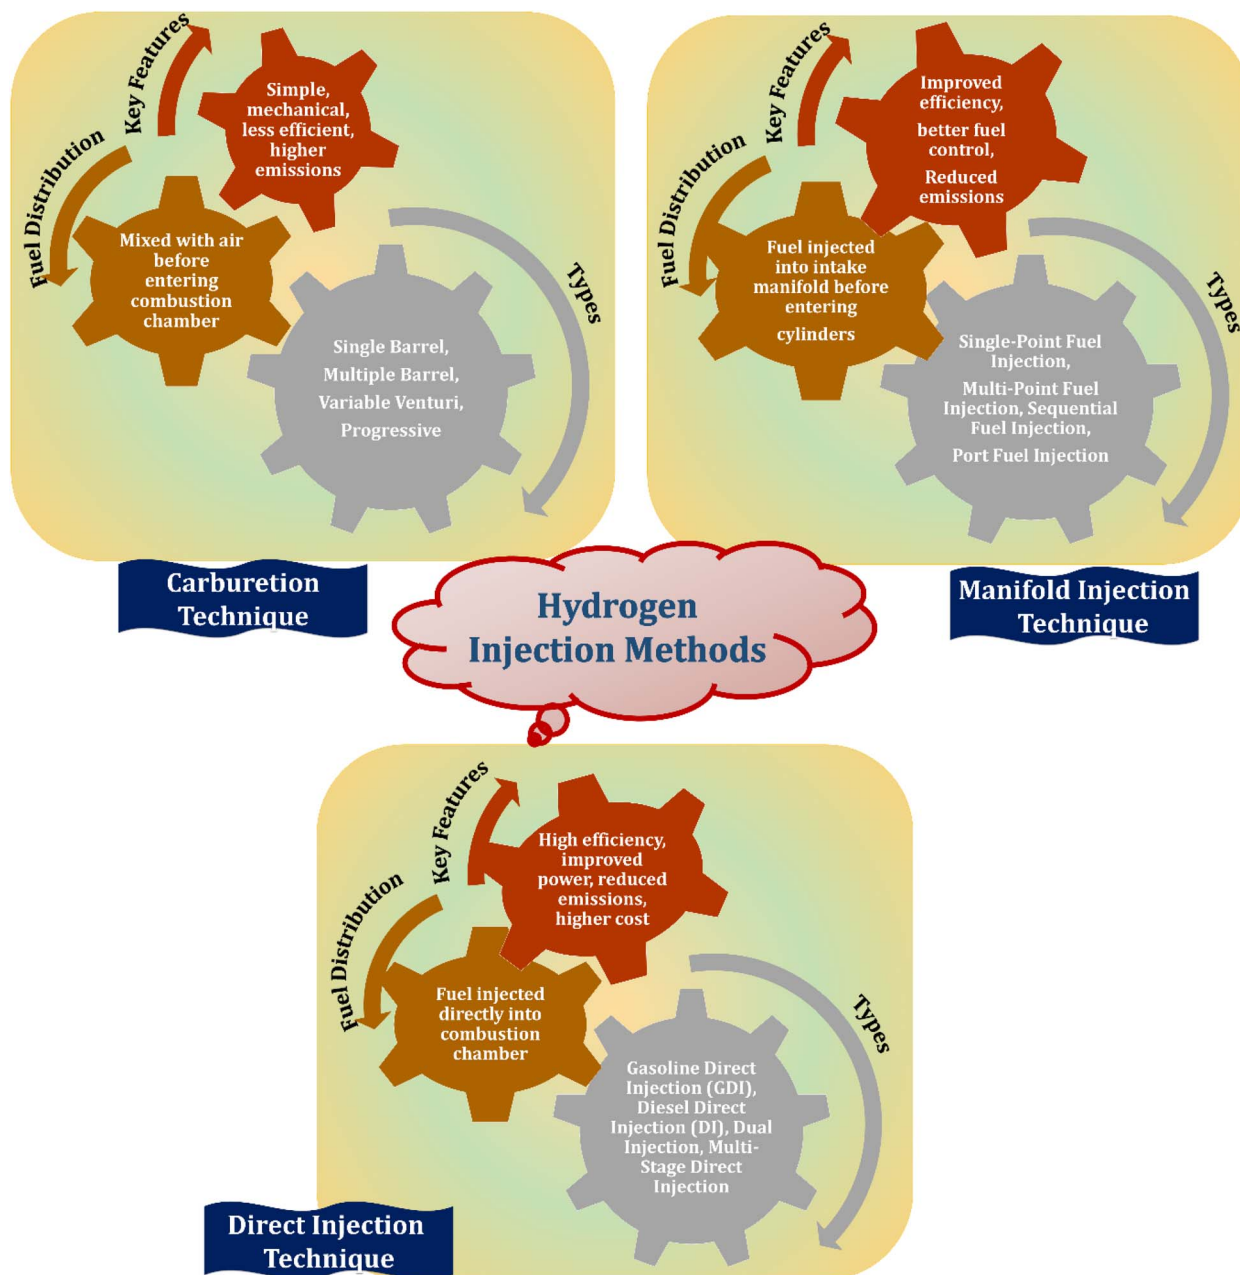 Key Features
Simple,
mechanical,
less efficient,
higher
emissions
Fuel Distribution
Mixed with air
before
entering
combustion
chamber
Types
Single Barrel,
Multiple Barrel,
Variable Venturi,
Progressive
Carburetion
Technique
Key Features
Improved
efficiency,
better fuel
control,
Reduced
emissions
Fuel Distribution
Fuel injected
into intake
manifold before
entering
cylinders
Types
Single-Point Fuel
Injection,
Multi-Point Fuel
Injection, Sequential
Fuel Injection,
Port Fuel Injection
Manifold Injection
Technique
Hydrogen
Injection Methods
Key Features
High efficiency,
improved
power, reduced
emissions,
higher cost
Fuel Distribution
Fuel injected
directly into
combustion
chamber
Types
Gasoline Direct
Injection (GDI),
Diesel Direct
Injection (DI), Dual
Injection, Multi-
Stage Direct
Injection
Direct Injection
Technique